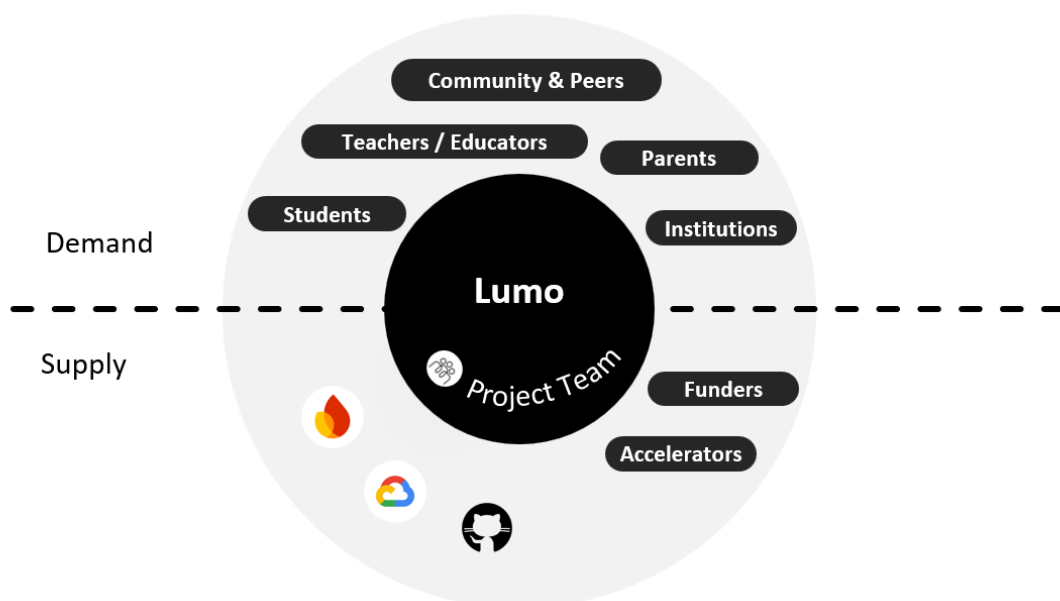 Community & Peers
Teachers / Educators
Parents
Students
Institutions
Demand
Lumo
Supply
Project Team
Funders
Accelerators